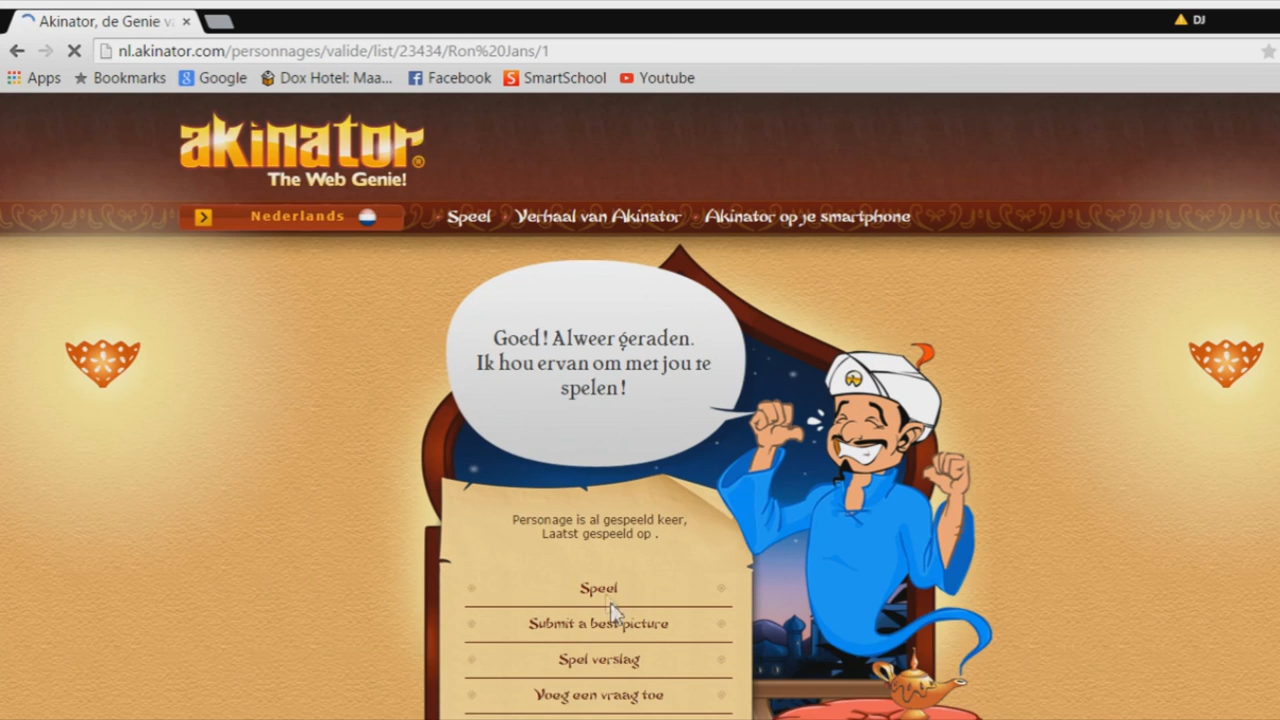 Akinator, de Genie va
DJ
nl.akinator.com/personnages/valide/list/23434/Ron%20Jans/1
Apps Bookmarks Google Dox Hotel: Maa... Facebook SmartSchool Youtube
akinator®
The Web Genie!
Nederlands Speel Verhaal van Akinator Akinator op je smartphone
Goed! Alweer geraden.
Ik hou ervan om met jou te
spelen!
Personage is al gespeeld keer,
Laatst gespeeld op .
Speel
Submit a best picture
Spel verslag
Voeg een vraag toe